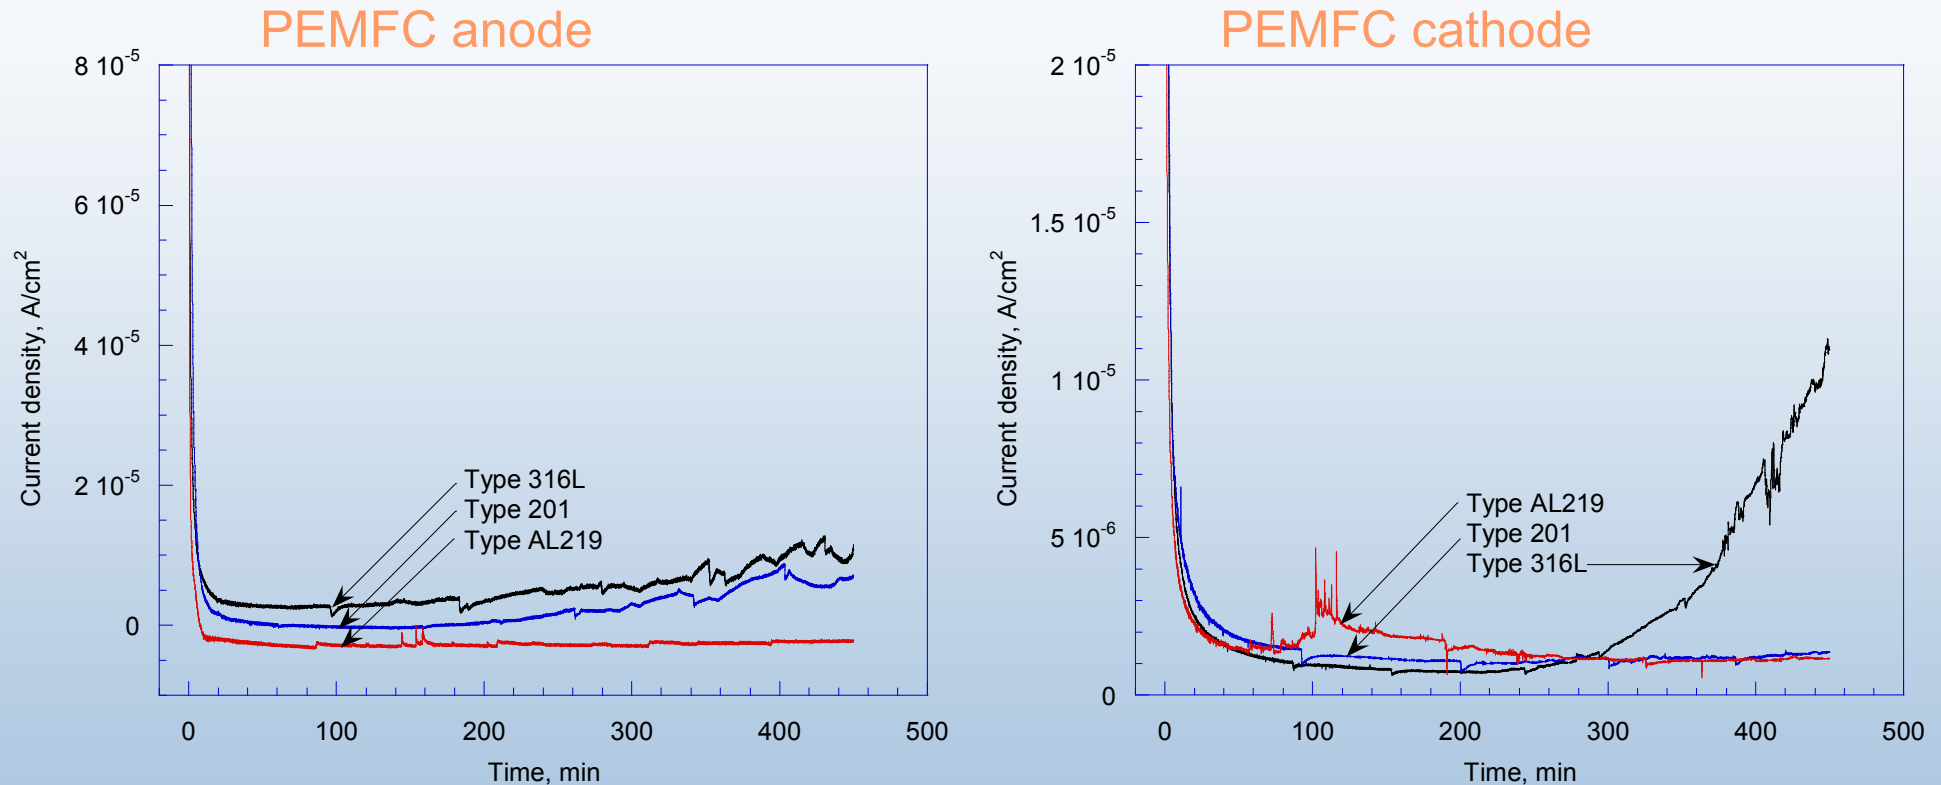 PEMFC anode
8 10-5
6 10-5
4 10-5
2 10-5
0
Current density, A/cm2
Type 316L
Type 201
Type AL219
0 100 200 300 400 500
Time, min
PEMFC cathode
2 10-5
1.5 10-5
1 10-5
5 10-6
0
Current density, A/cm2
Type AL219
Type 201
Type 316L
0 100 200 300 400 500
Time, min